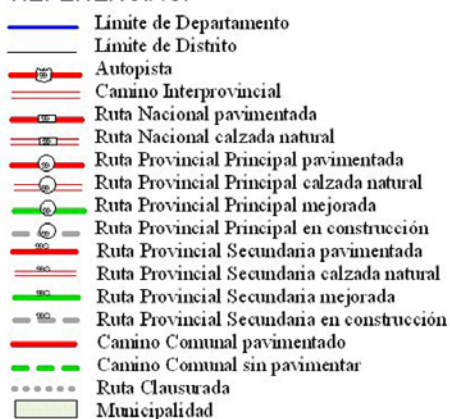 Límite de Departamento
Límite de Distrito
Autopista
Camino Interprovincial
Ruta Nacional pavimentada
Ruta Nacional calzada natural
Ruta Provincial Principal pavimentada
Ruta Provincial Principal calzada natural
Ruta Provincial Principal mejorada
Ruta Provincial Principal en construcción
Ruta Provincial Secundaria pavimentada
Ruta Provincial Secundaria calzada natural
Ruta Provincial Secundaria mejorada
Ruta Provincial Secundaria en construcción
Camino Comunal pavimentado
Camino Comunal sin pavimentar
Ruta Clausurada
Municipalidad